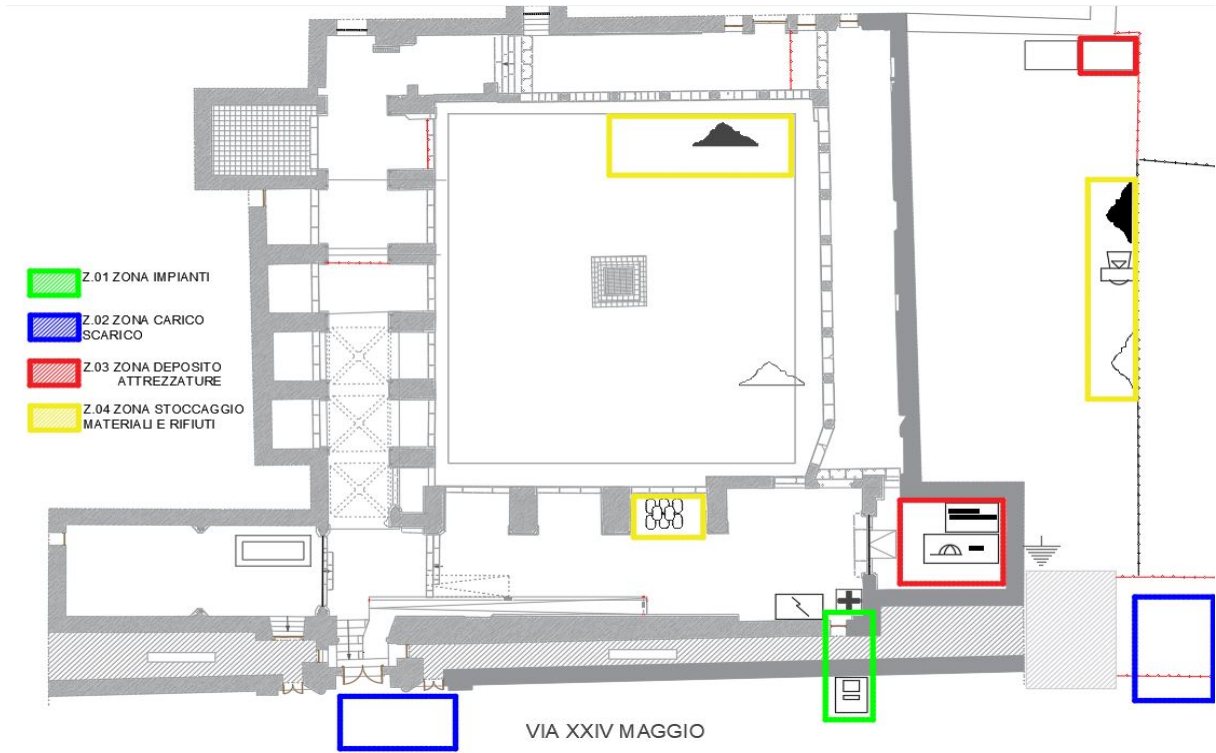 Z.01 ZONA IMPIANTI
Z.02 ZONA CARICO
SCARICO
Z.03 ZONA DEPOSITO
ATTREZZATURE
Z.04 ZONA STOCCAGGIO
MATERIALI E RIFIUTI
VIA XXIV MAGGIO